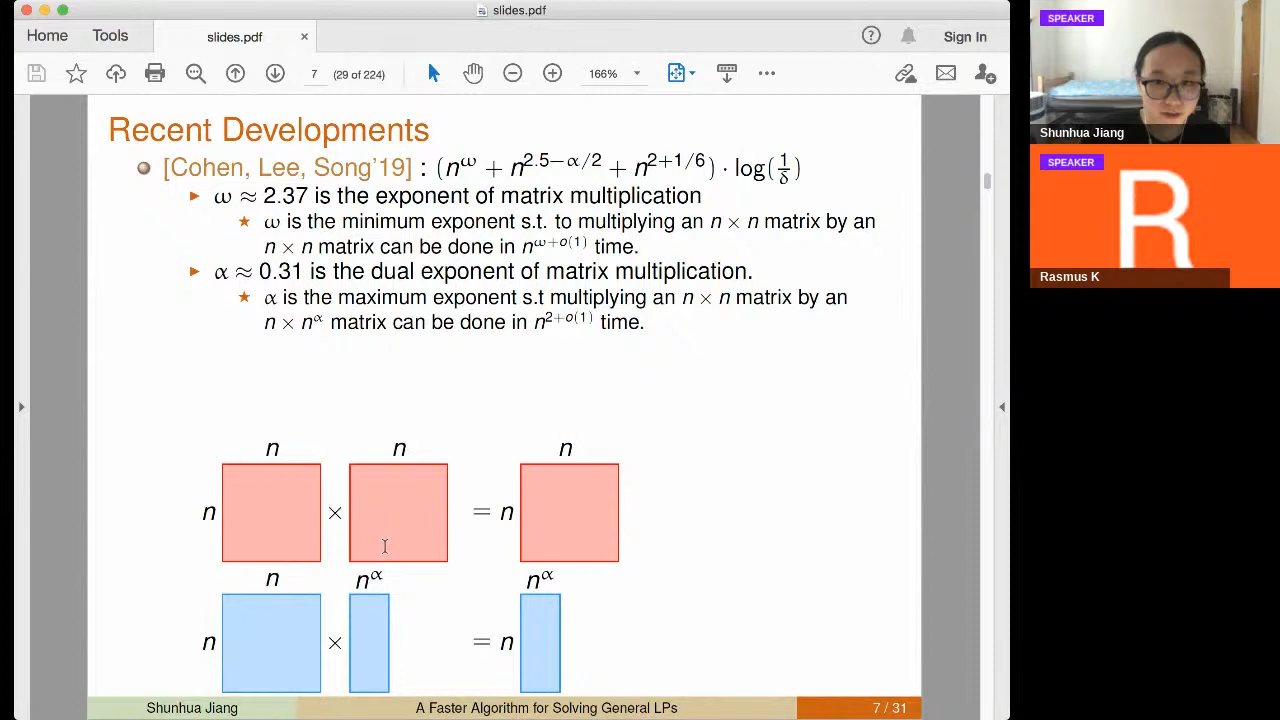 slides.pdf
Home
Tools
slides.pdf
×
Sign In
7
(29 of 224)
166%
SPEAKER
Shunhua Jiang
SPEAKER
R
Rasmus K
Recent Developments
[Cohen, Lee, Song'19] : (n^ω + n^{2.5−α/2} + n^{2+1/6}) · log(1/δ)
► ω ≈ 2.37 is the exponent of matrix multiplication
★ ω is the minimum exponent s.t. to multiplying an n × n matrix by an
n × n matrix can be done in n^{ω+o(1)} time.
► α ≈ 0.31 is the dual exponent of matrix multiplication.
★ α is the maximum exponent s.t multiplying an n × n matrix by an
n × n^α matrix can be done in n^{2+o(1)} time.
n n n
n × = n
n n^α n^α
n × = n
Shunhua Jiang
A Faster Algorithm for Solving General LPs
7 / 31